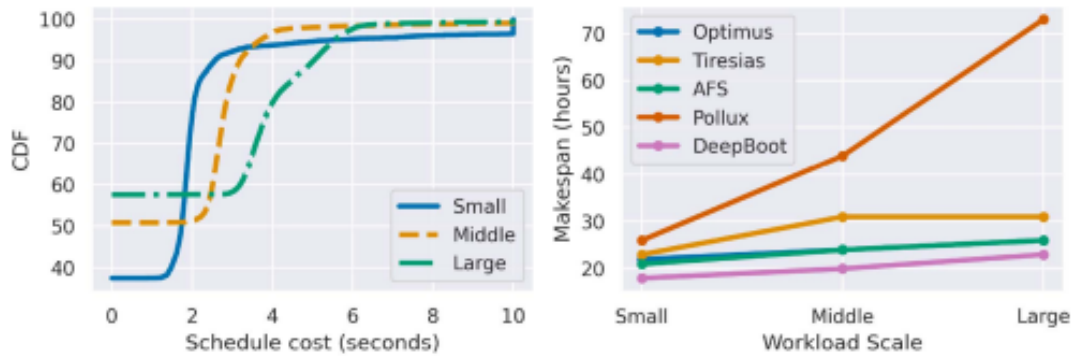 100
90
80
70
60
50
40
CDF
0 2 4 6 8 10
Schedule cost (seconds)
Small
Middle
Large
70
60
50
40
30
20
Makespan (hours)
Optimus
Tiresias
AFS
Pollux
DeepBoot
Small Middle Large
Workload Scale